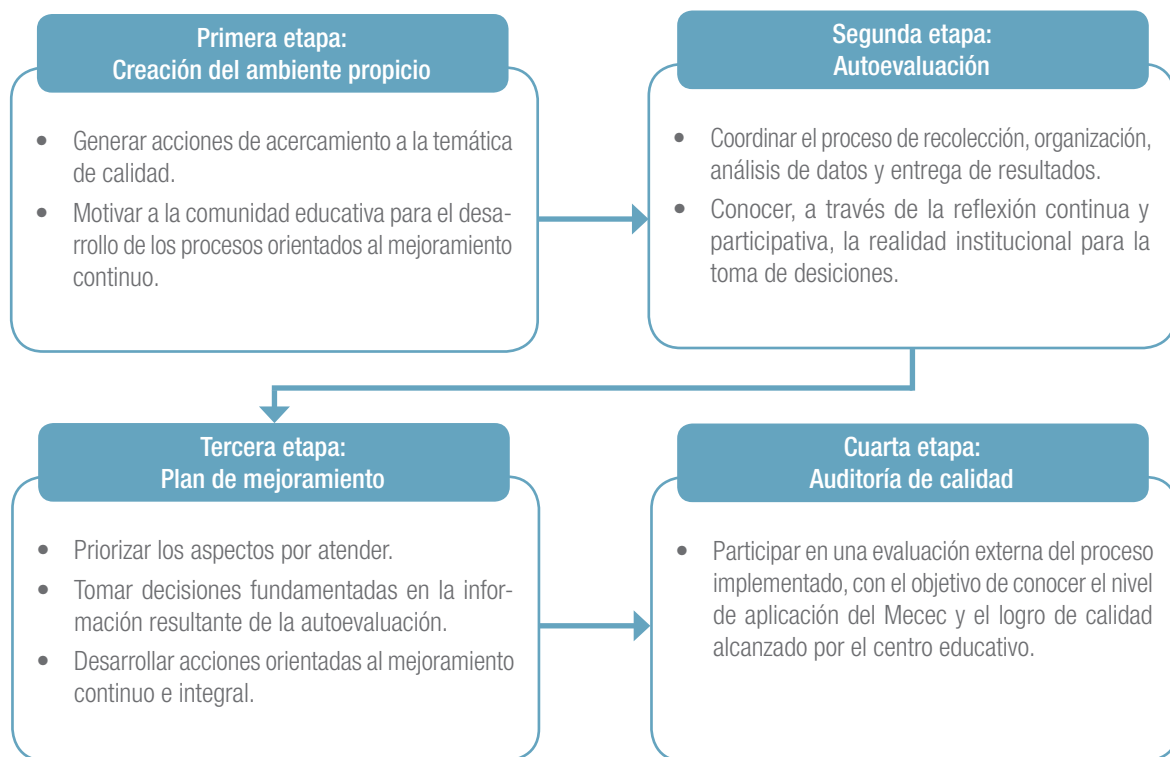 Primera etapa:
Creación del ambiente propicio
• Generar acciones de acercamiento a la temática
de calidad.
• Motivar a la comunidad educativa para el desa-
rrollo de los procesos orientados al mejoramiento
continuo.
Segunda etapa:
Autoevaluación
• Coordinar el proceso de recolección, organización,
análisis de datos y entrega de resultados.
• Conocer, a través de la reflexión continua y
participativa, la realidad institucional para la
toma de desiciones.
Tercera etapa:
Plan de mejoramiento
• Priorizar los aspectos por atender.
• Tomar decisiones fundamentadas en la infor-
mación resultante de la autoevaluación.
• Desarrollar acciones orientadas al mejoramiento
continuo e integral.
Cuarta etapa:
Auditoría de calidad
• Participar en una evaluación externa del proceso
implementado, con el objetivo de conocer el nivel
de aplicación del Mecec y el logro de calidad
alcanzado por el centro educativo.